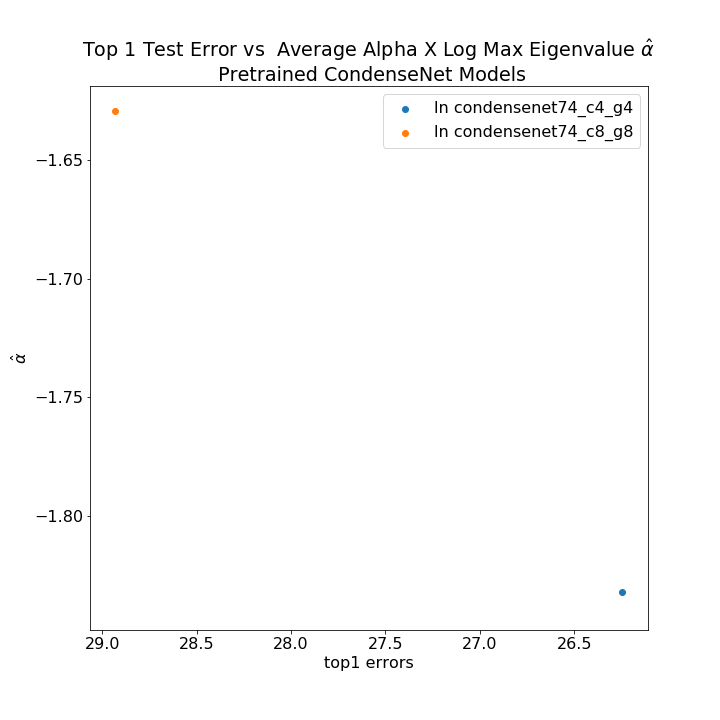 Top 1 Test Error vs  Average Alpha X Log Max Eigenvalue α̂
Pretrained CondenseNet Models
ln condensenet74_c4_g4
ln condensenet74_c8_g8
−1.65
−1.70
−1.75
−1.80
α̂
29.0 28.5 28.0 27.5 27.0 26.5
top1 errors